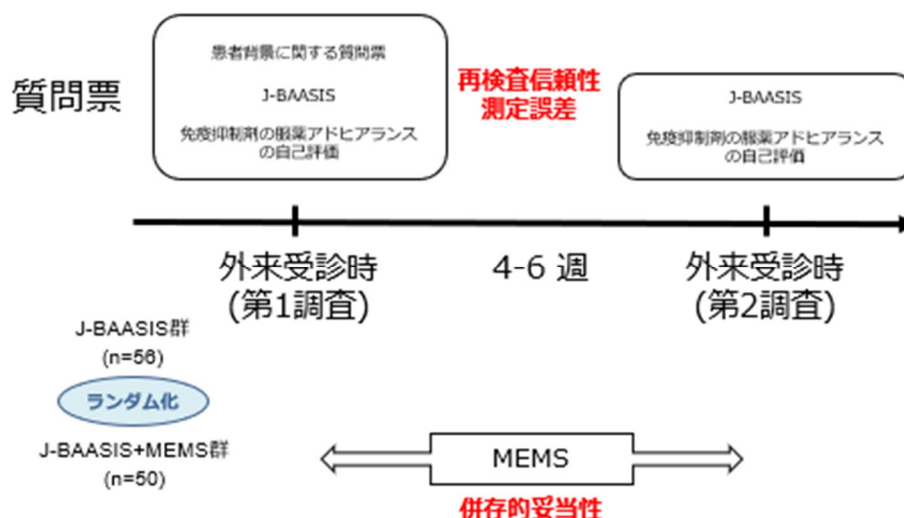 質問票
患者背景に関する質問票
J-BAASIS
免疫抑制剤の服薬アドヒアランス
の自己評価
再検査信頼性
測定誤差
J-BAASIS
免疫抑制剤の服薬アドヒアランス
の自己評価
外来受診時
(第1調査)
4-6 週
外来受診時
(第2調査)
J-BAASIS群
(n=56)
ランダム化
J-BAASIS+MEMS群
(n=50)
MEMS
併存的妥当性